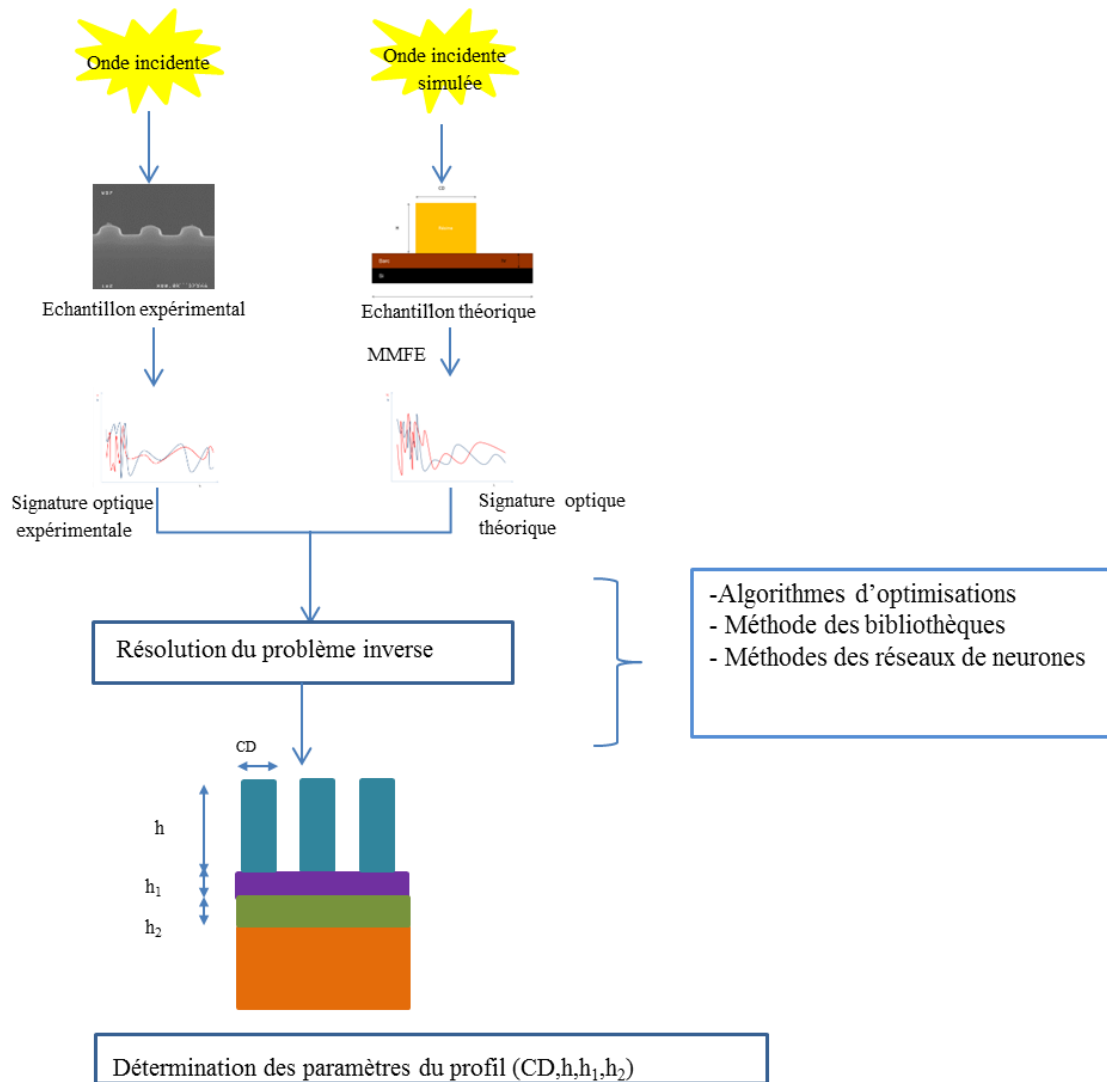 Onde incidente
Onde incidente
simulée
CD
Echantillon expérimental
Echantillon théorique
MMFE
Signature optique
expérimentale
Signature optique
théorique
-Algorithmes d’optimisations
- Méthode des bibliothèques
- Méthodes des réseaux de neurones
Résolution du problème inverse
CD
h
h₁
h₂
Détermination des paramètres du profil (CD,h,h₁,h₂)